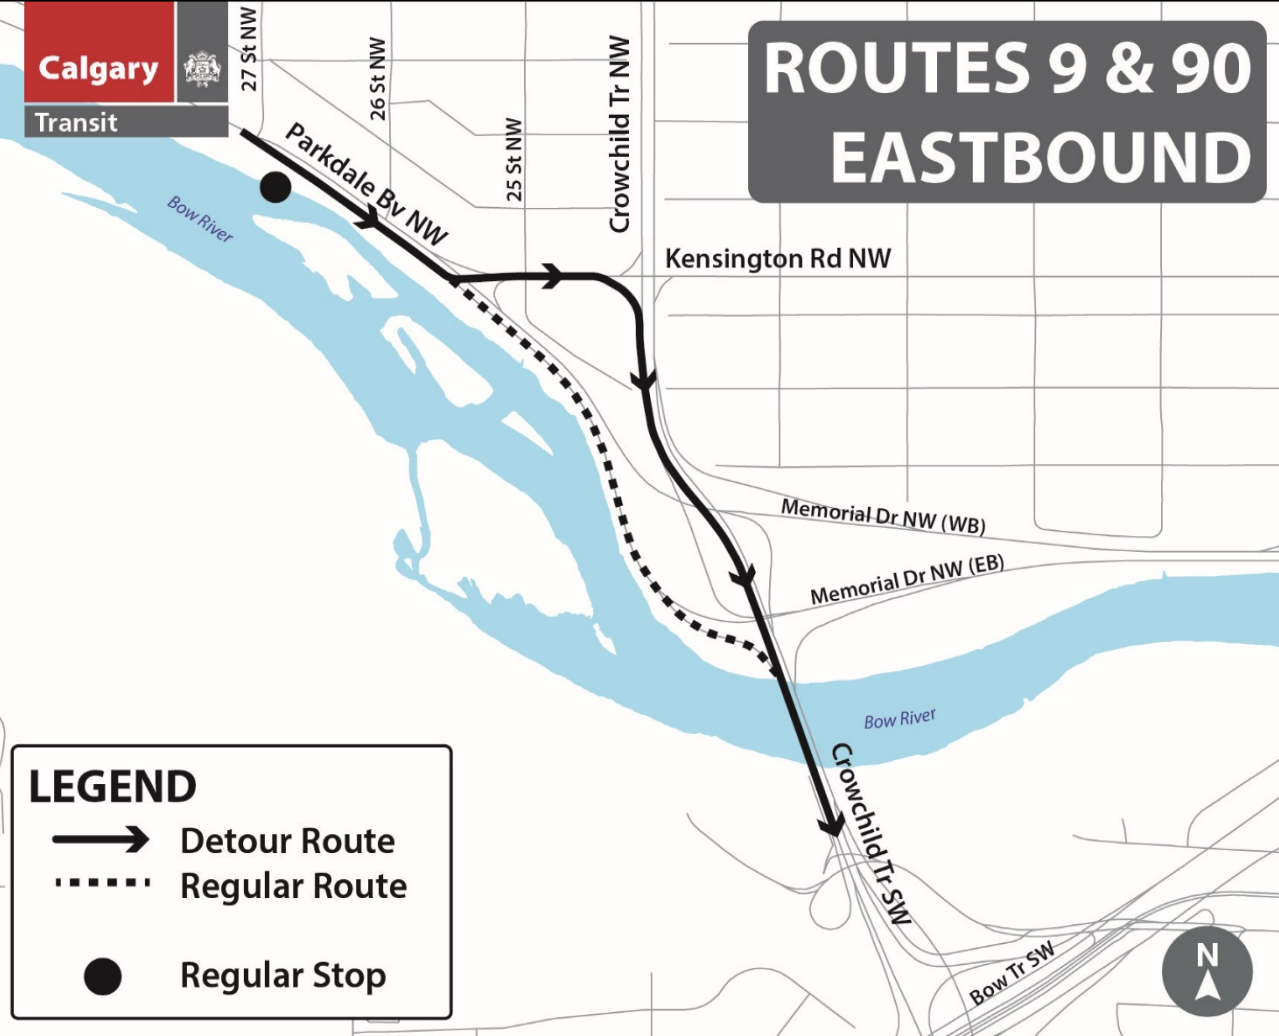 Calgary
Transit
27 St NW
26 St NW
25 St NW
Crowchild Tr NW
ROUTES 9 & 90
EASTBOUND
Parkdale Bv NW
Bow River
Kensington Rd NW
Memorial Dr NW (WB)
Memorial Dr NW (EB)
Bow River
Crowchild Tr SW
Bow Tr SW
LEGEND
Detour Route
Regular Route
Regular Stop
N